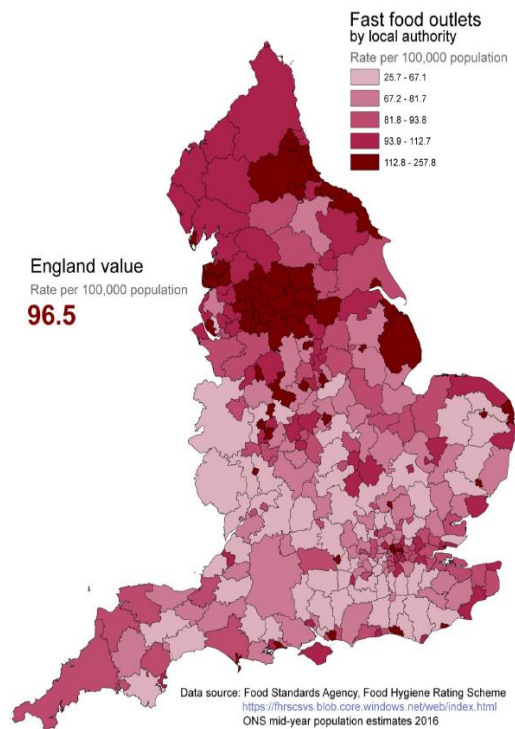 Fast food outlets
by local authority
Rate per 100,000 population
25.7 - 67.1
67.2 - 81.7
81.8 - 93.8
93.9 - 112.7
112.8 - 257.8
England value
Rate per 100,000 population
96.5
Data source: Food Standards Agency, Food Hygiene Rating Scheme
https://fhrscsvs.blob.core.windows.net/web/index.html
ONS mid-year population estimates 2016